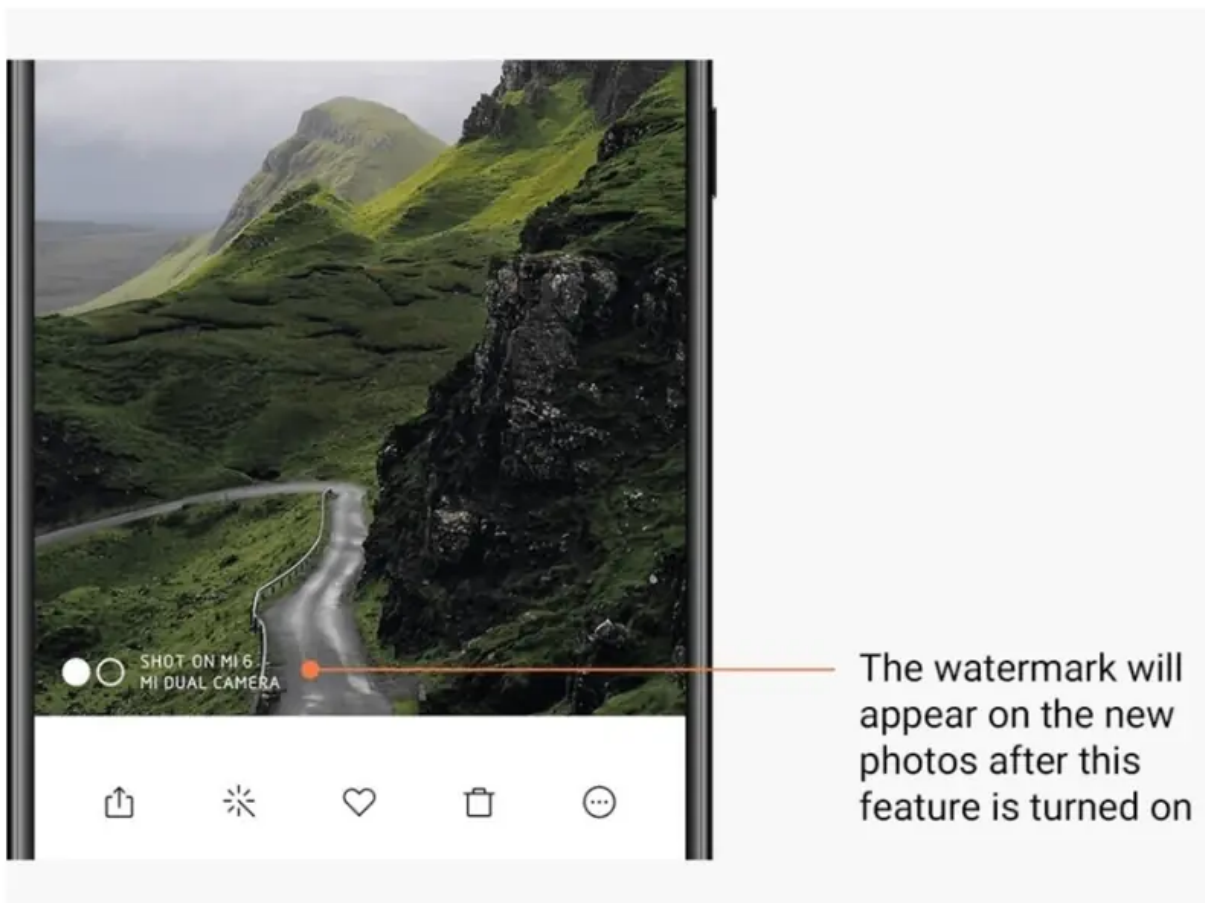 SHOT ON MI 6
MI DUAL CAMERA
The watermark will
appear on the new
photos after this
feature is turned on